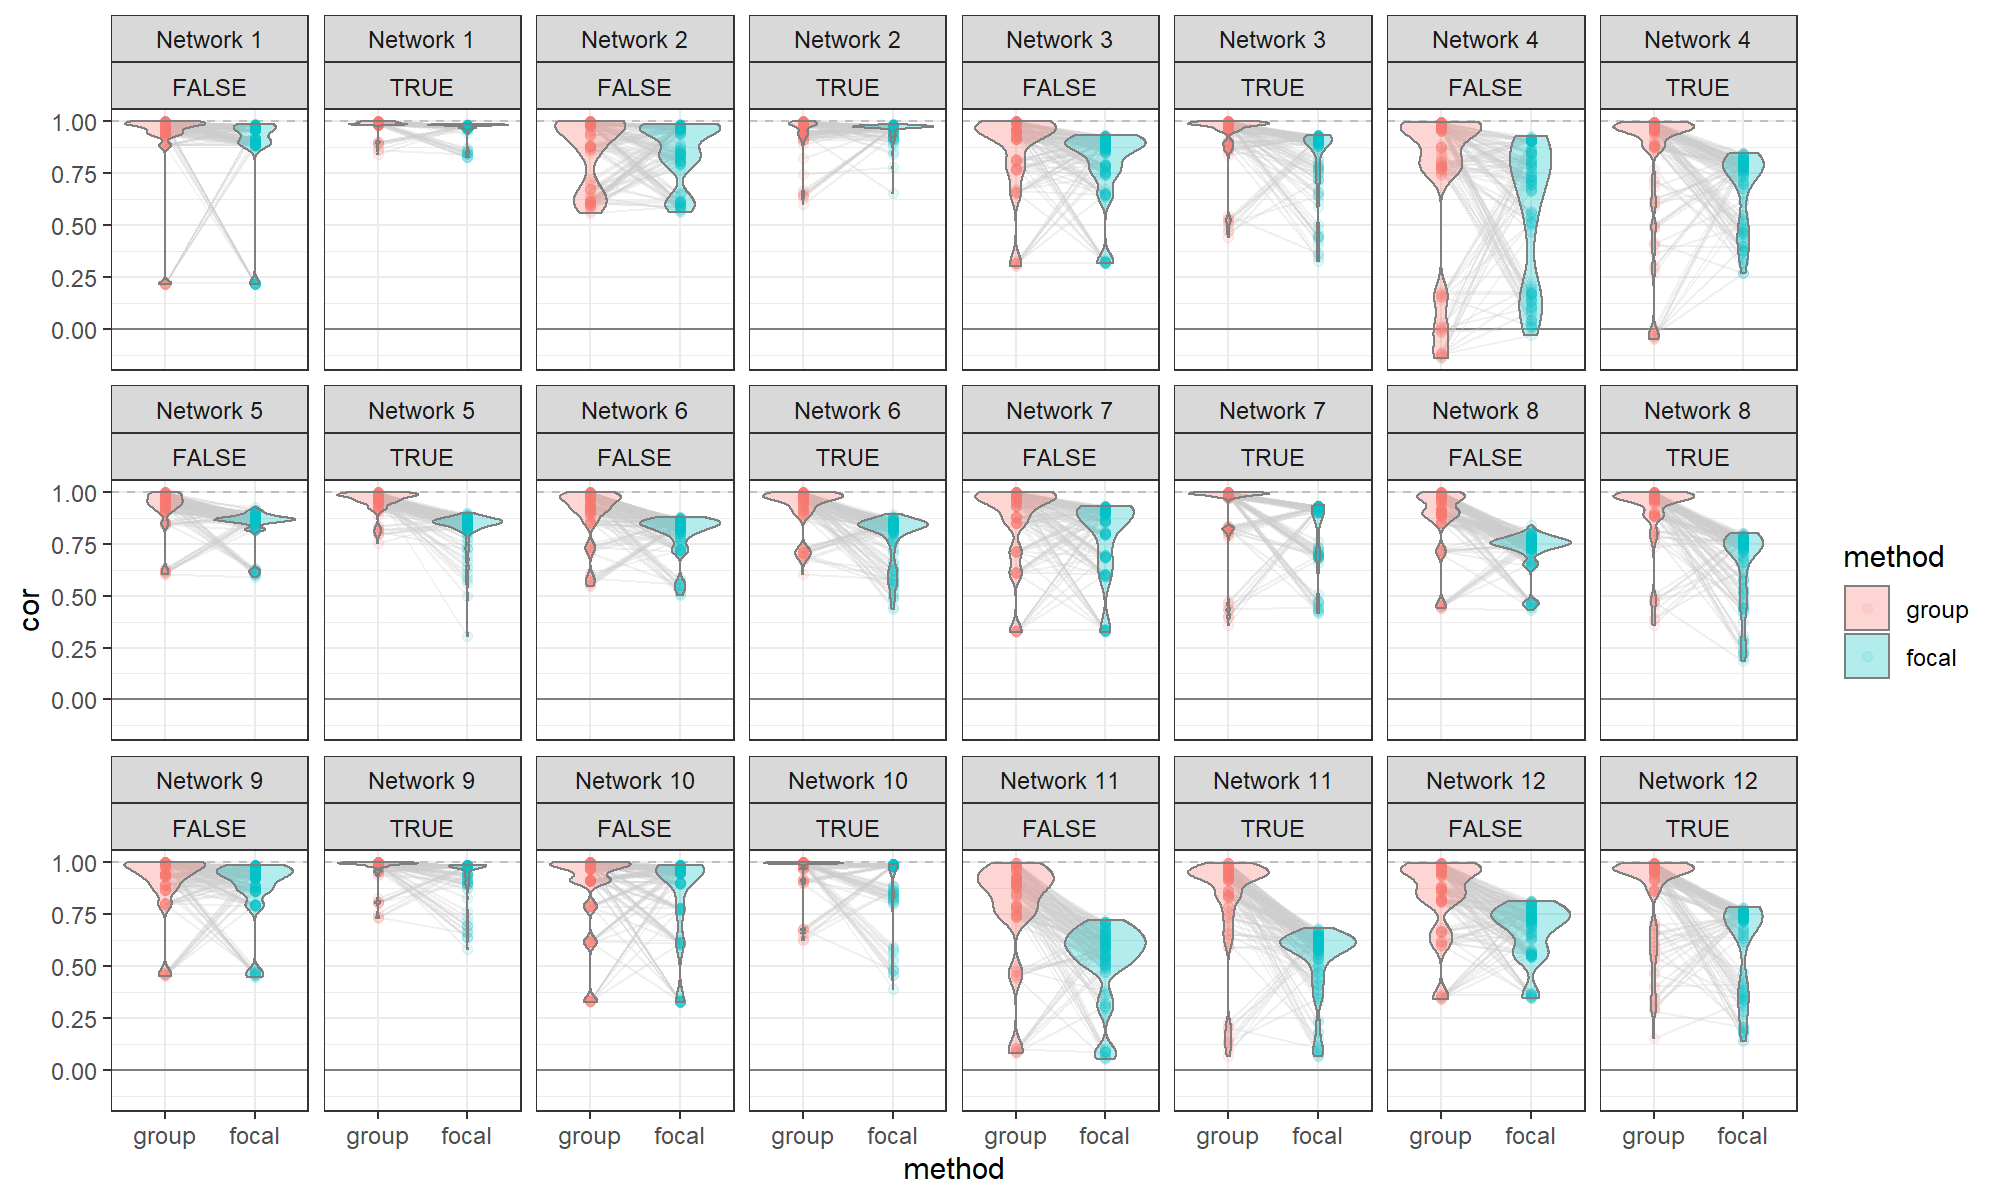 Network 1 Network 1 Network 2 Network 2 Network 3 Network 3 Network 4 Network 4
FALSE TRUE FALSE TRUE FALSE TRUE FALSE TRUE
1.00
0.75
0.50
0.25
0.00
Network 5 Network 5 Network 6 Network 6 Network 7 Network 7 Network 8 Network 8
FALSE TRUE FALSE TRUE FALSE TRUE FALSE TRUE
1.00
0.75
0.50
0.25
0.00
cor
method
group
focal
Network 9 Network 9 Network 10 Network 10 Network 11 Network 11 Network 12 Network 12
FALSE TRUE FALSE TRUE FALSE TRUE FALSE TRUE
1.00
0.75
0.50
0.25
0.00
group focal group focal group focal group focal group focal group focal group focal group focal
method